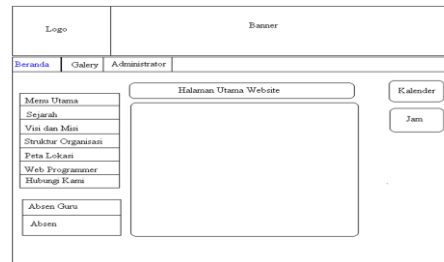 Logo
Banner
Beranda
Galery
Administrator
Menu Utama
Sejarah
Visi dan Misi
Struktur Organisasi
Peta Lokasi
Web Programmer
Hubungi Kami
Absen Guru
Absen
Halaman Utama Website
Kalender
Jam